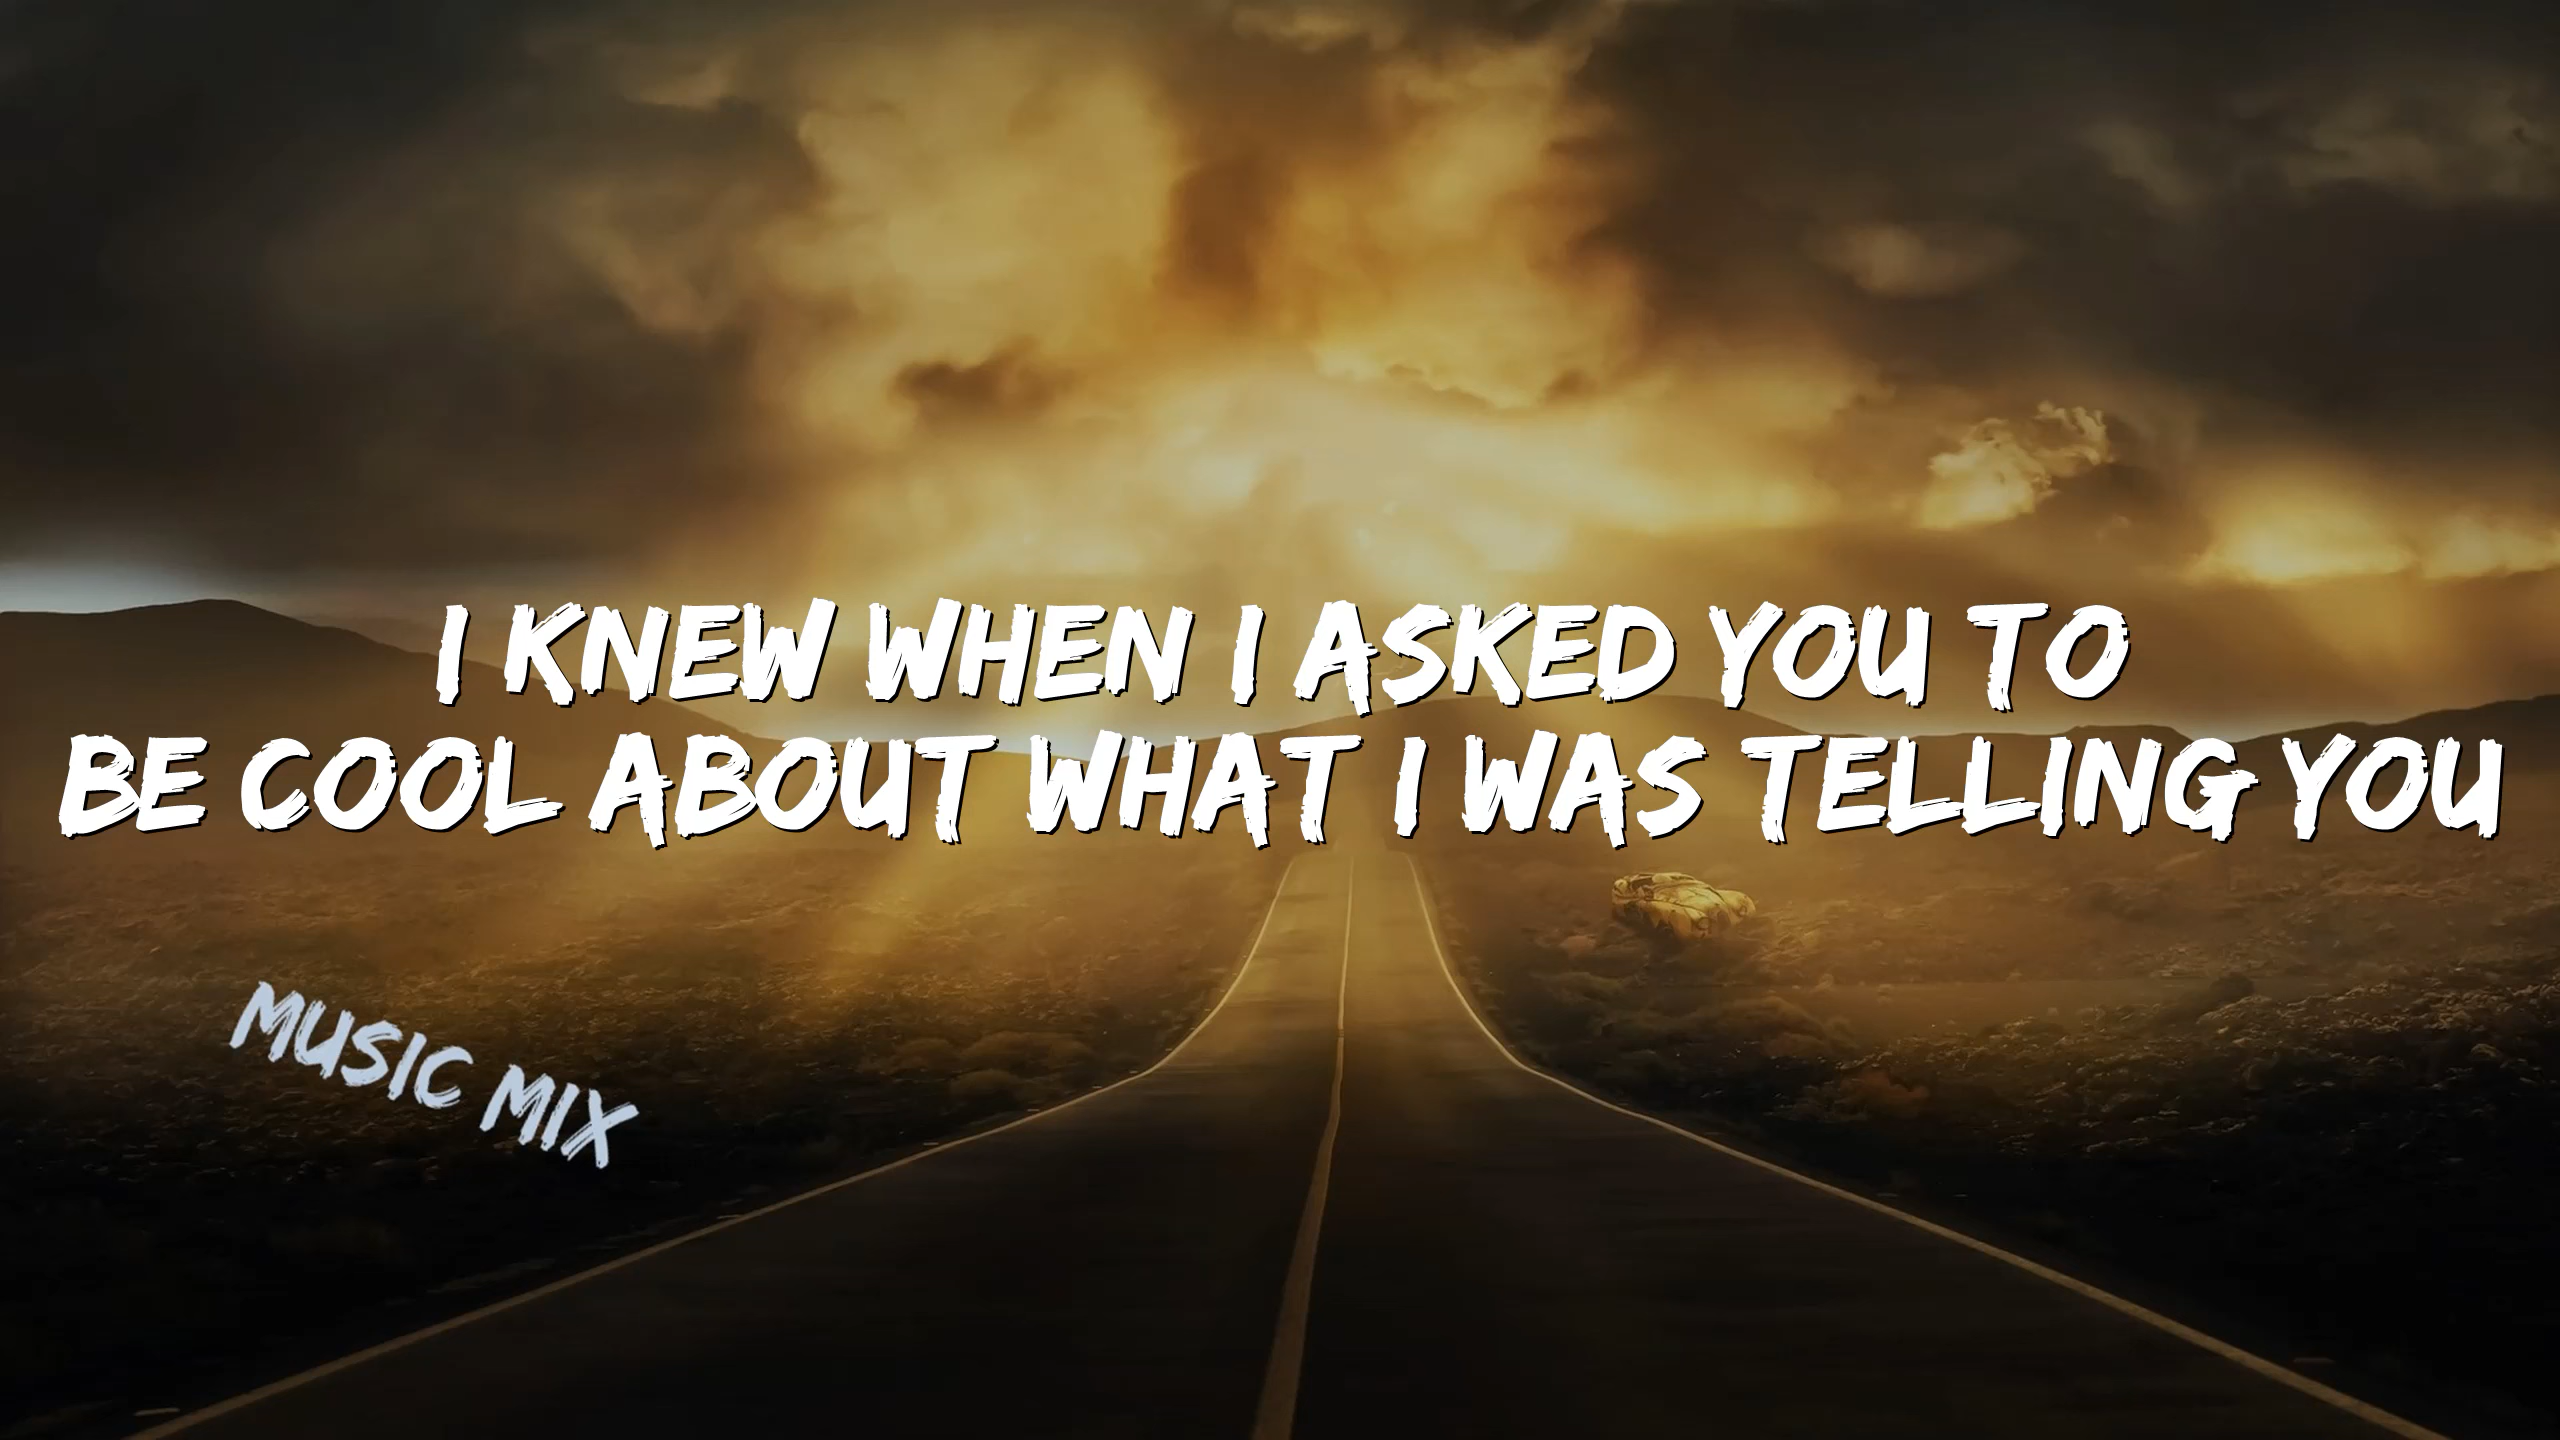 I KNEW WHEN I ASKED YOU TO
BE COOL ABOUT WHAT I WAS TELLING YOU
MUSIC MIX